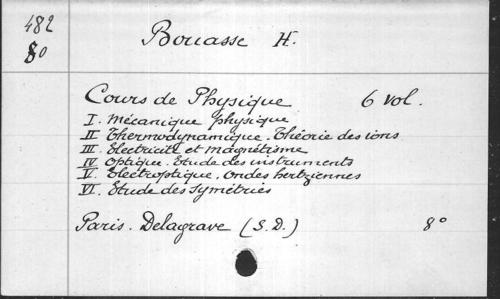 482
80
Bouasse H.
Cours de Physique 6 vol.
I. Mécanique physique
II Thermodynamique. Théorie des ions
III Electricité et Magnétisme
IV Optique. Etude des instruments
V. Electroptique. Ondes hertziennes
VI. Etude des symétries
Paris. Delagrave (S.D.) 8°